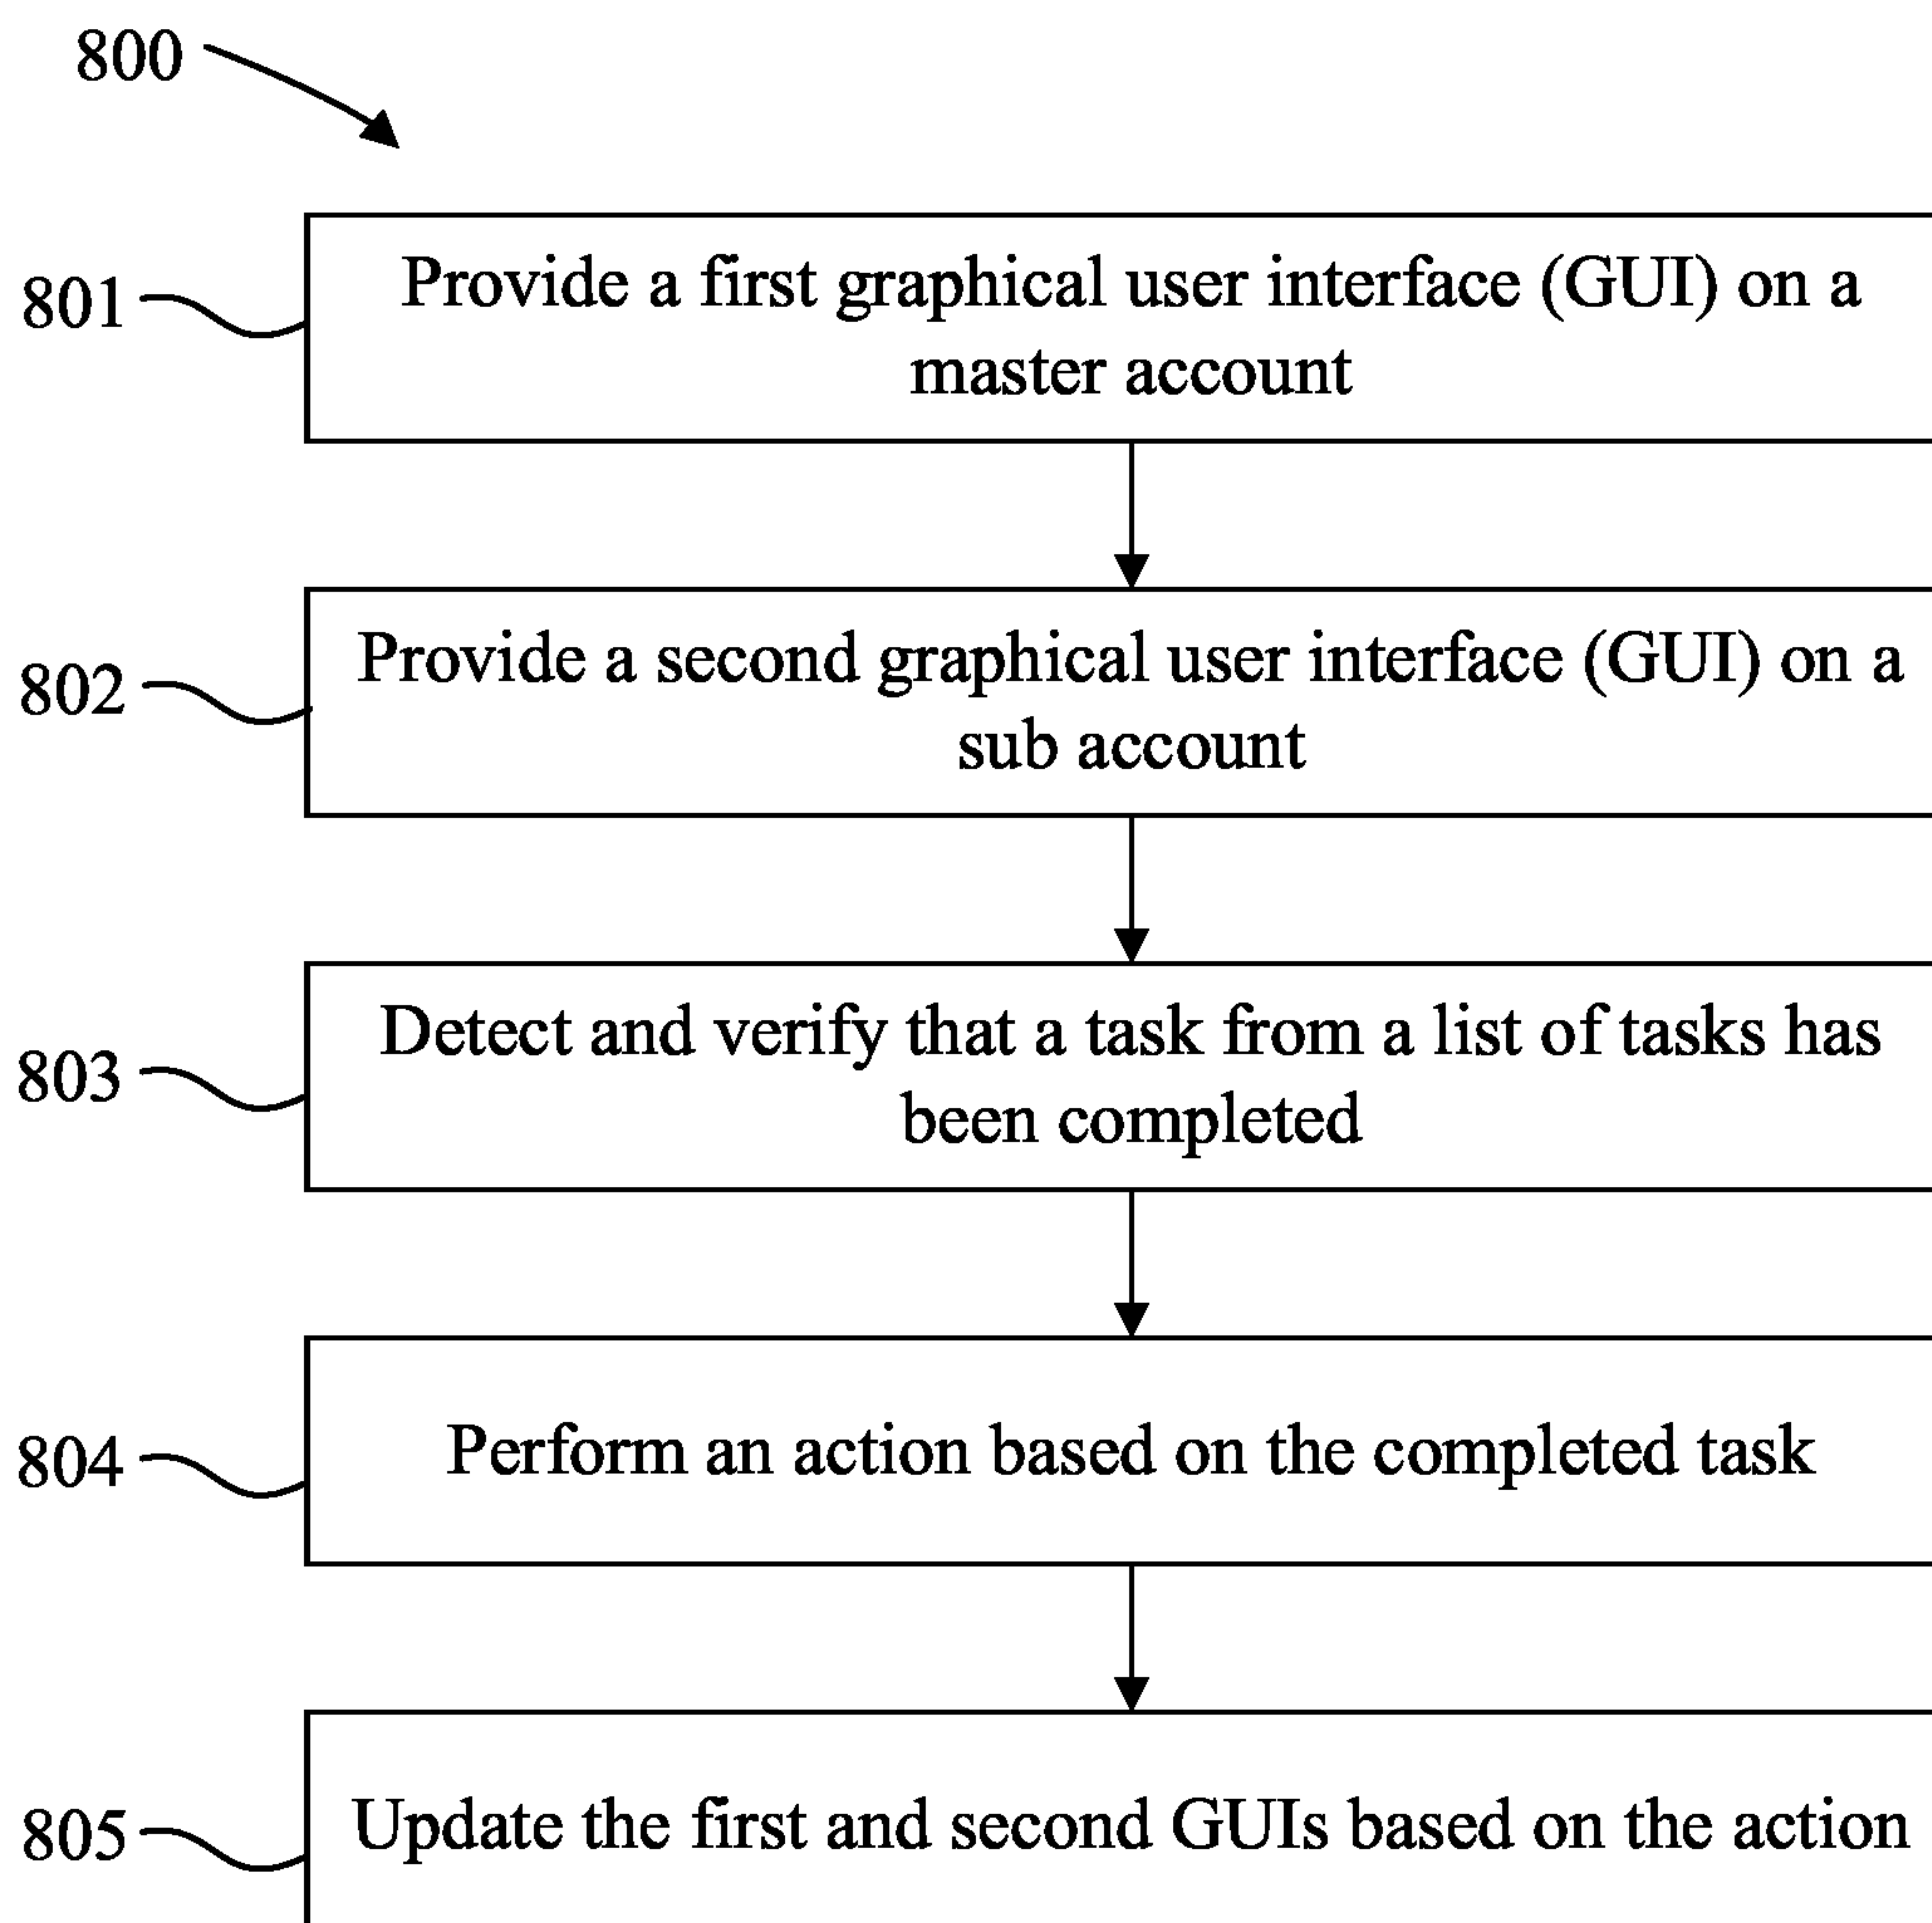 800
801
Provide a first graphical user interface (GUI) on a
master account
802
Provide a second graphical user interface (GUI) on a
sub account
803
Detect and verify that a task from a list of tasks has
been completed
804
Perform an action based on the completed task
805
Update the first and second GUIs based on the action